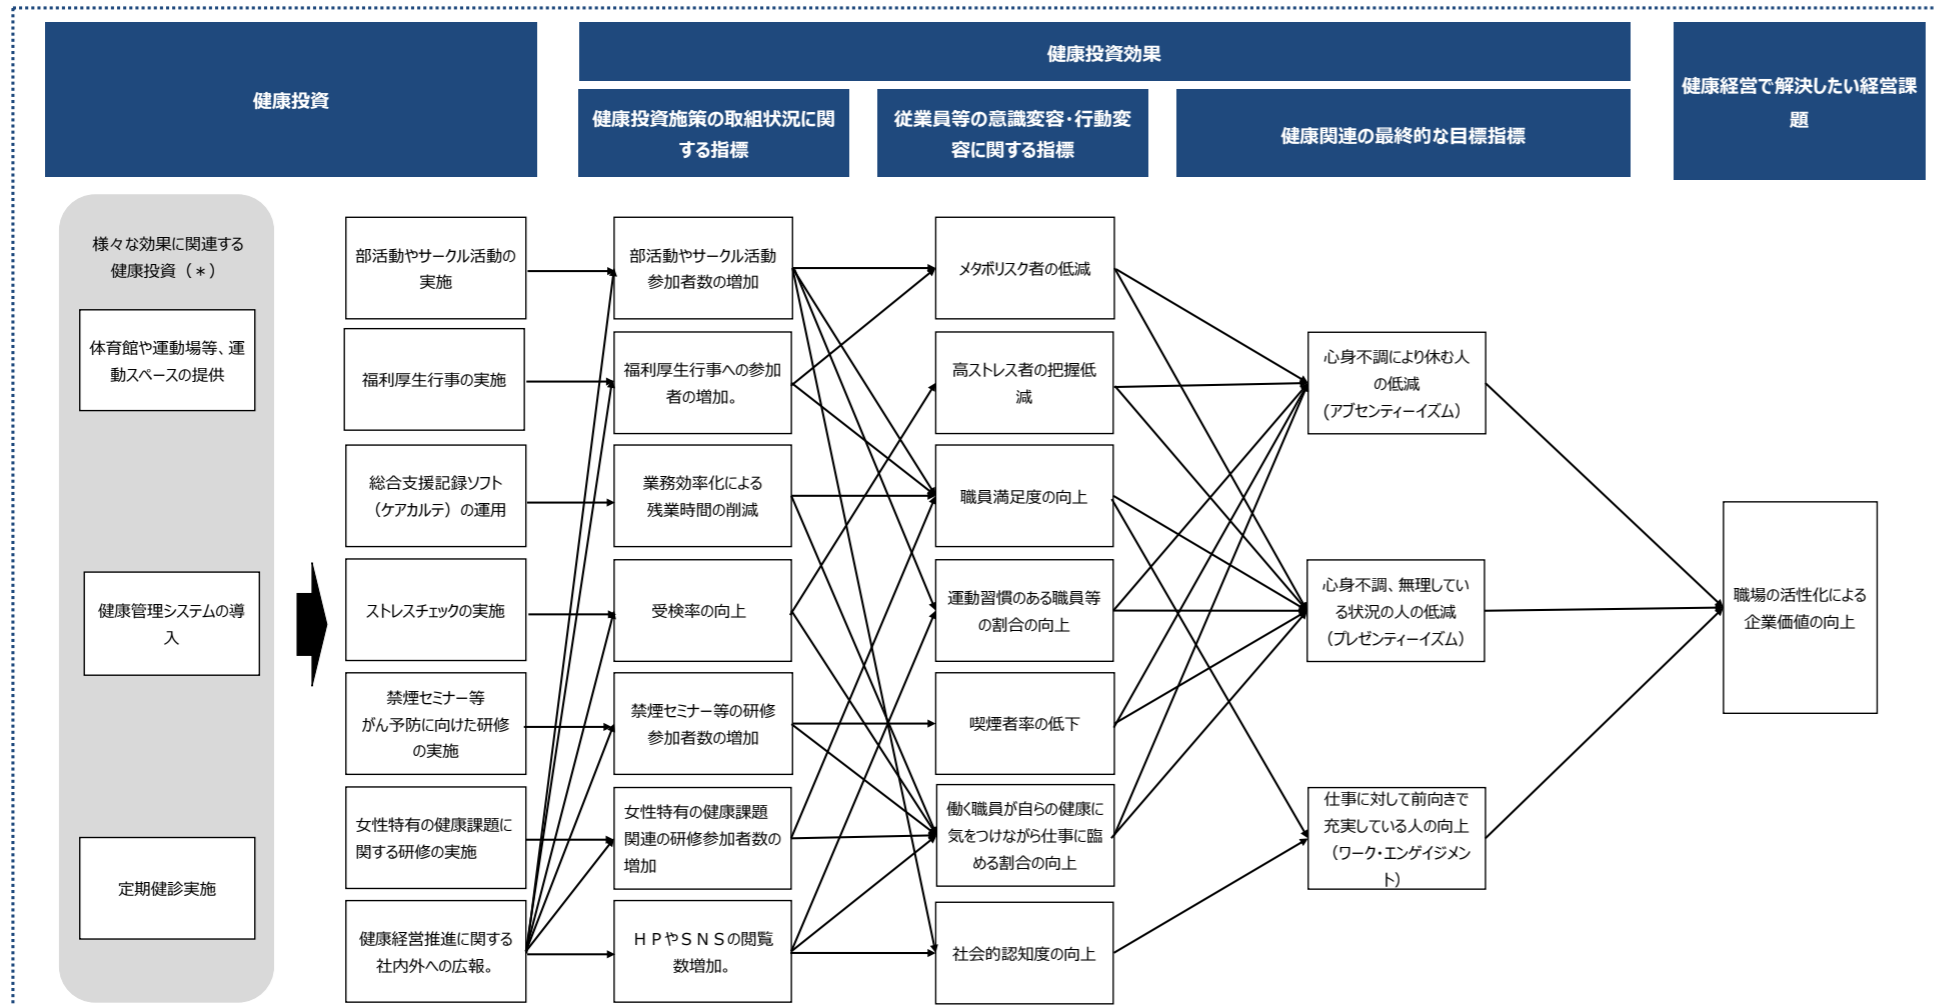 健康投資
健康投資効果
健康経営で解決したい経営課
題
健康投資施策の取組状況に関
する指標
従業員等の意識変容・行動変
容に関する指標
健康関連の最終的な目標指標
様々な効果に関連する
健康投資（＊）
体育館や運動場等、運
動スペースの提供
健康管理システムの導
入
定期健診実施
部活動やサークル活動の
実施
福利厚生行事の実施
総合支援記録ソフト
（ケアカルテ）の運用
ストレスチェックの実施
禁煙セミナー等
がん予防に向けた研修
の実施
女性特有の健康課題に
関する研修の実施
健康経営推進に関する
社内外への広報。
部活動やサークル活動
参加者数の増加
福利厚生行事への参加
者の増加。
業務効率化による
残業時間の削減
受検率の向上
禁煙セミナー等の研修
参加者数の増加
女性特有の健康課題
関連の研修参加者数の
増加
ＨＰやＳＮＳの閲覧
数増加。
メタボリスク者の低減
高ストレス者の把握低
減
職員満足度の向上
運動習慣のある職員等
の割合の向上
喫煙者率の低下
働く職員が自らの健康に
気をつけながら仕事に臨
める割合の向上
社会的認知度の向上
心身不調により休む人
の低減
(アブセンティーイズム）
心身不調、無理してい
る状況の人の低減
（プレゼンティーイズム）
仕事に対して前向きで
充実している人の向上
（ワーク・エンゲイジメン
ト）
職場の活性化による
企業価値の向上